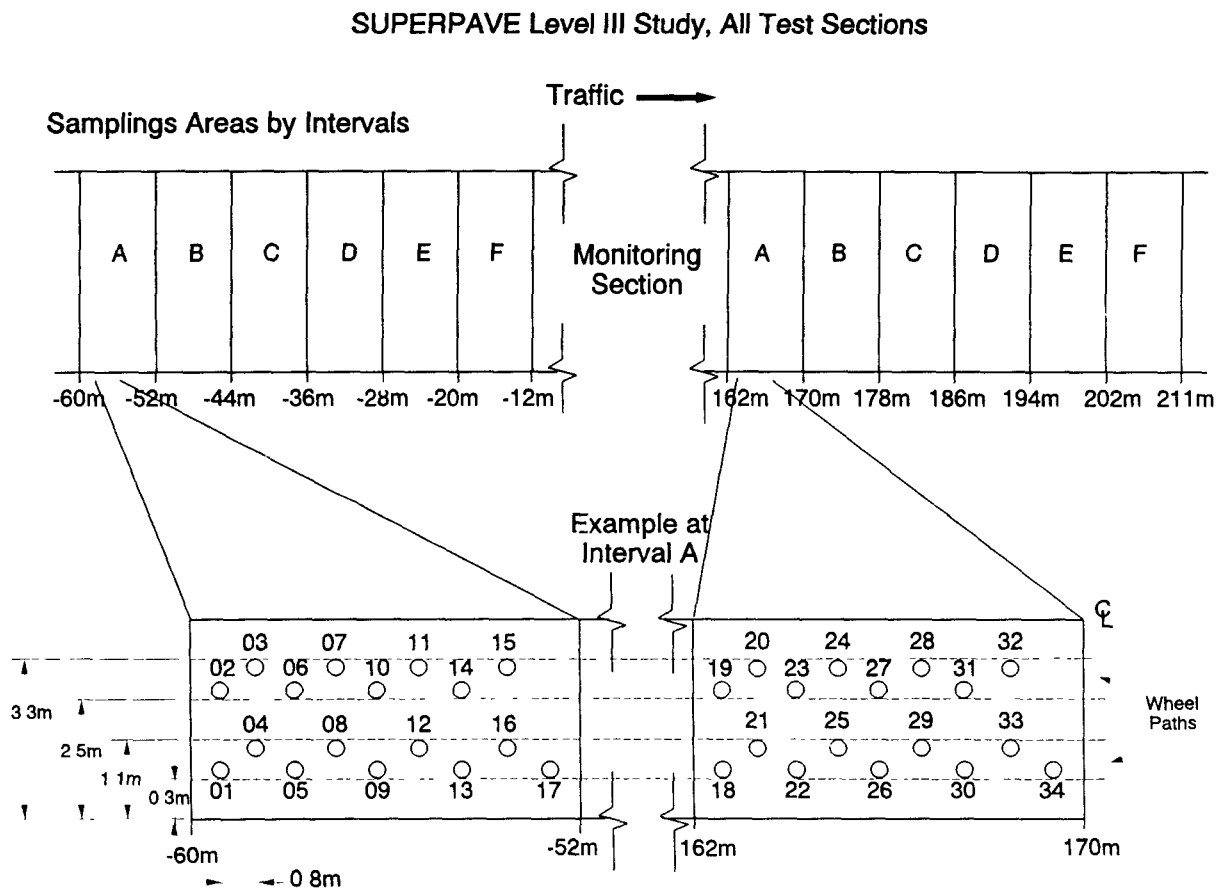 SUPERPAVE Level III Study, All Test Sections
Traffic
Samplings Areas by Intervals
A B C D E F
Monitoring
Section
A B C D E F
-60m -52m -44m -36m -28m -20m -12m
162m 170m 178m 186m 194m 202m 211m
Example at
Interval A
℄
03 07 11 15
02 06 10 14
04 08 12 16
01 05 09 13 17
20 24 28 32
19 23 27 31
21 25 29 33
18 22 26 30 34
3 3m
2 5m
1 1m
0 3m
Wheel
Paths
-60m -52m
162m 170m
0 8m